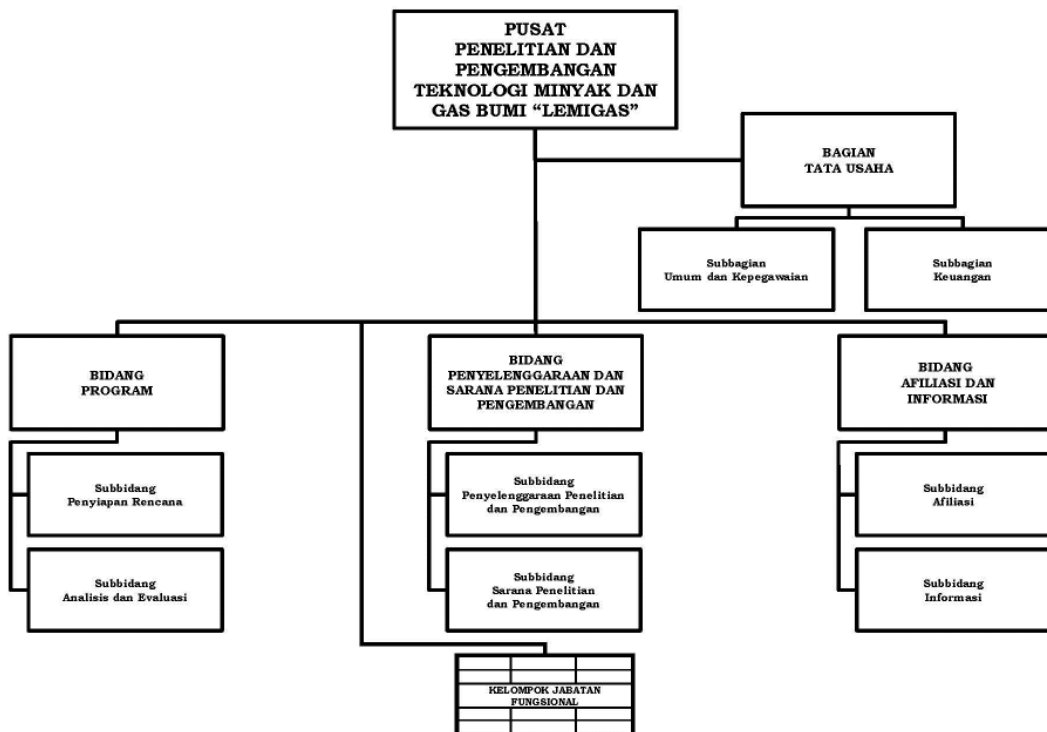 PUSAT
PENELITIAN DAN
PENGEMBANGAN
TEKNOLOGI MINYAK DAN
GAS BUMI “LEMIGAS”
BAGIAN
TATA USAHA
Subbagian
Umum dan Kepegawaian
Subbagian
Keuangan
BIDANG
PROGRAM
BIDANG
PENYELENGGARAAN DAN
SARANA PENELITIAN DAN
PENGEMBANGAN
BIDANG
AFILIASI DAN
INFORMASI
Subbidang
Penyiapan Rencana
Subbidang
Penyelenggaraan Penelitian
dan Pengembangan
Subbidang
Afiliasi
Subbidang
Analisis dan Evaluasi
Subbidang
Sarana Penelitian
dan Pengembangan
Subbidang
Informasi
KELOMPOK JABATAN
FUNGSIONAL